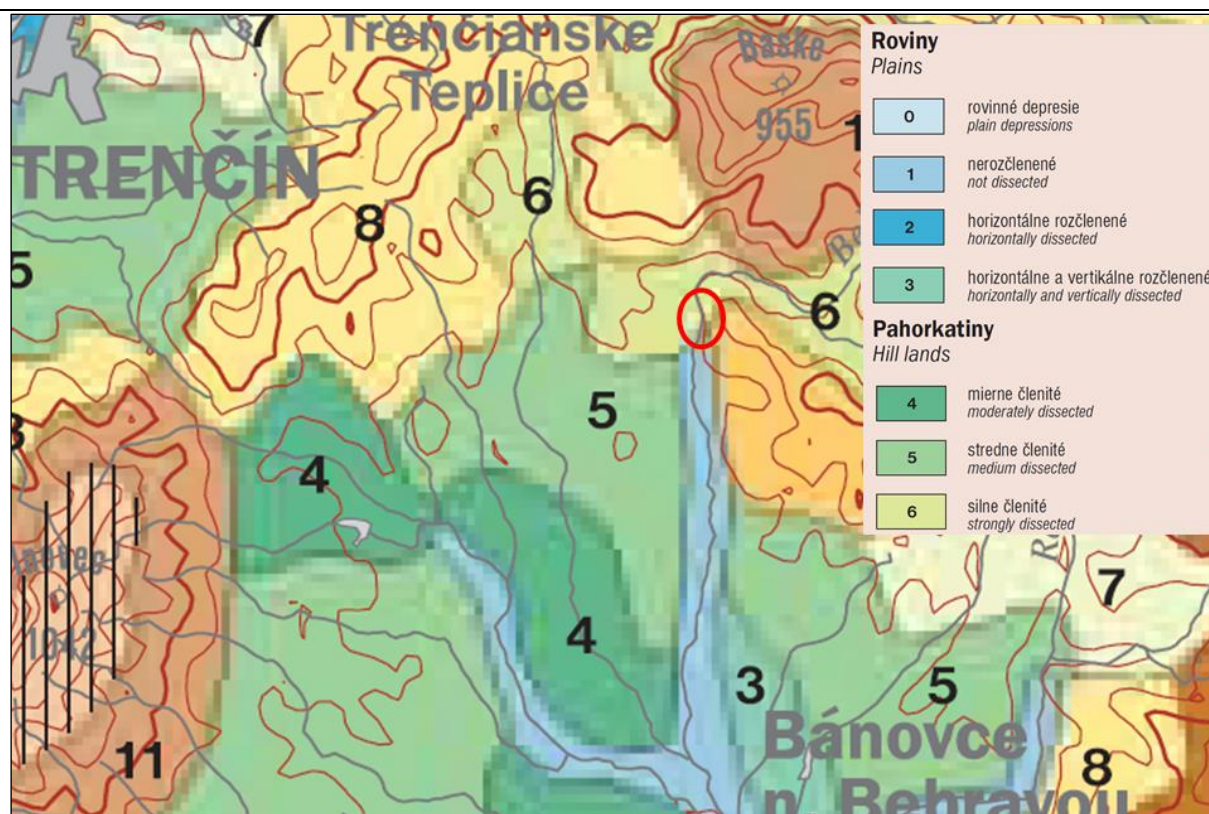 Trenčianske
Teplice
TRENČÍN
7
8
6
5
Baske
955
1
6
5
4
4
3
5
7
8
11
1042
Bánovce
n. Bebravou
Roviny
Plains
0 rovinné depresie
plain depressions
1 nerozčlenené
not dissected
2 horizontálne rozčlenené
horizontally dissected
3 horizontálne a vertikálne rozčlenené
horizontally and vertically dissected
Pahorkatiny
Hill lands
4 mierne členité
moderately dissected
5 stredne členité
medium dissected
6 silne členité
strongly dissected